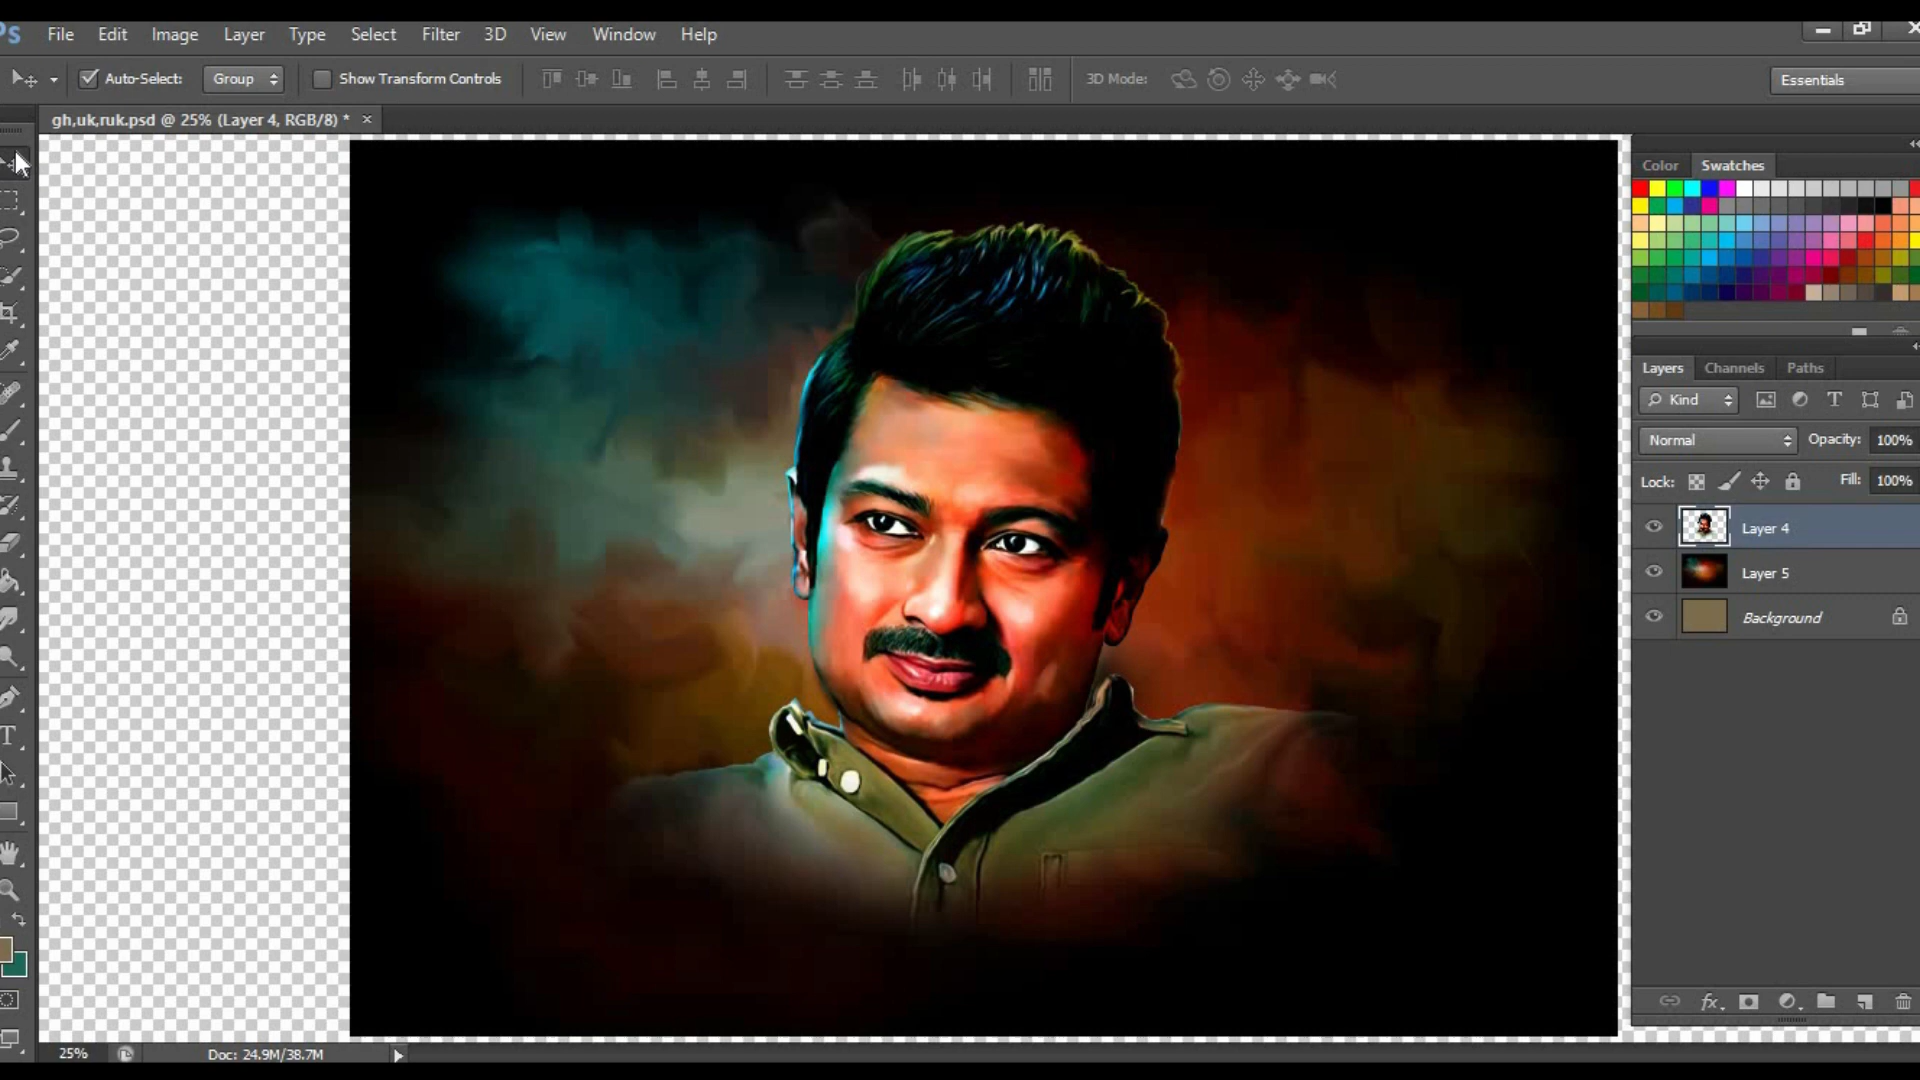 Ps File Edit Image Layer Type Select Filter 3D View Window Help
Auto-Select: Group Show Transform Controls 3D Mode: Essentials
gh,uk,ruk.psd @ 25% (Layer 4, RGB/8) * ×
Color Swatches
Layers Channels Paths
Kind
Normal Opacity: 100%
Lock: Fill: 100%
Layer 4
Layer 5
Background
fx
25% Doc: 24.9M/38.7M